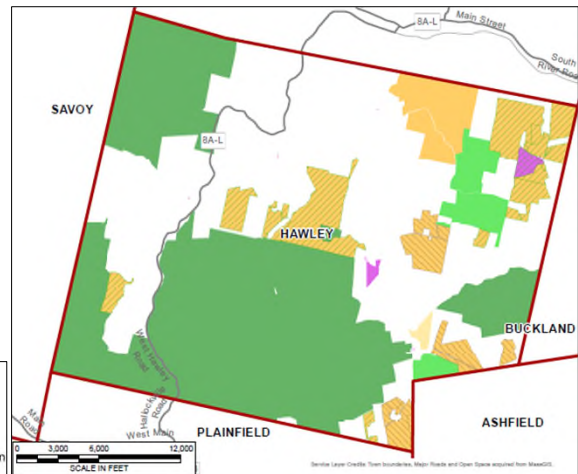 8A-L
Main Street
South
River Road
SAVOY
8A-L
HAWLEY
BUCKLAND
West Hawley
Road
Hallockville
Road
Main
Road
West Main
PLAINFIELD
ASHFIELD
0 3,000 6,000 12,000
SCALE IN FEET
Service Layer Credits: Town boundaries, Major Roads and Open Space acquired from MassGIS.